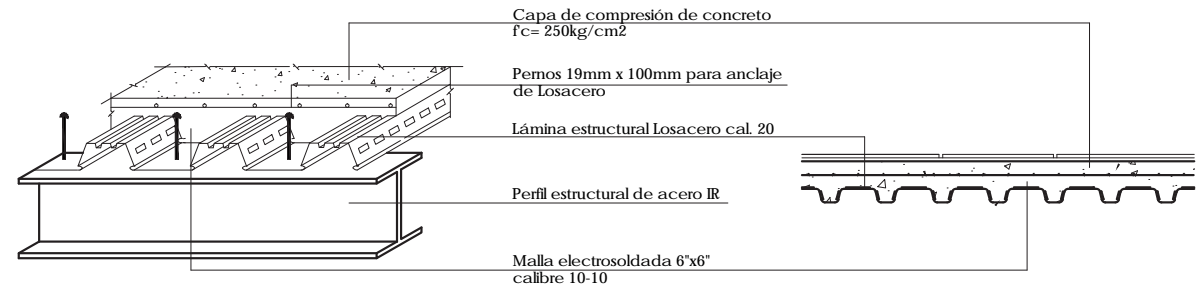 Capa de compresión de concreto
f'c= 250kg/cm2
Pernos 19mm x 100mm para anclaje
de Losacero
Lámina estructural Losacero cal. 20
Perfil estructural de acero IR
Malla electrosoldada 6"x6"
calibre 10-10